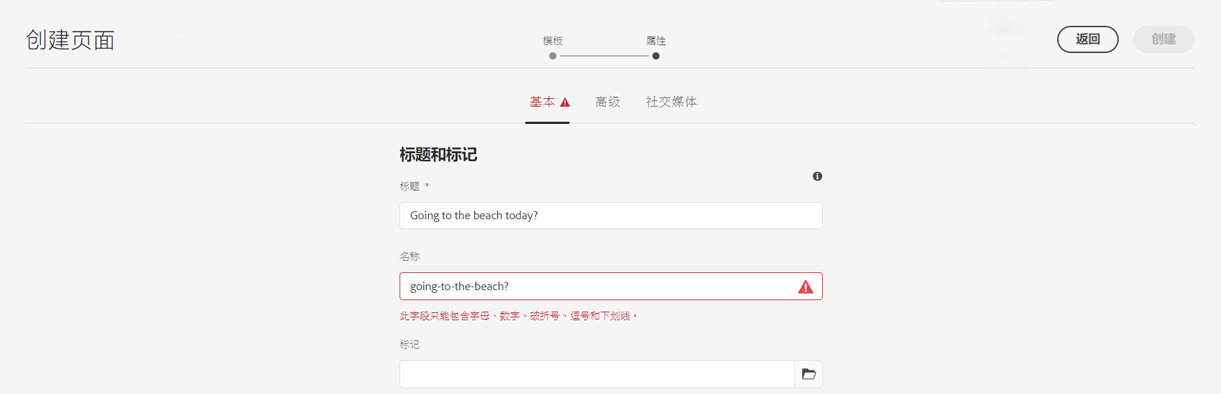 创建页面
模板
属性
返回
创建
基本
高级
社交媒体
标题和标记
标题 *
Going to the beach today?
名称
going-to-the-beach?
此字段只能包含字母、数字、破折号、逗号和下划线。
标记